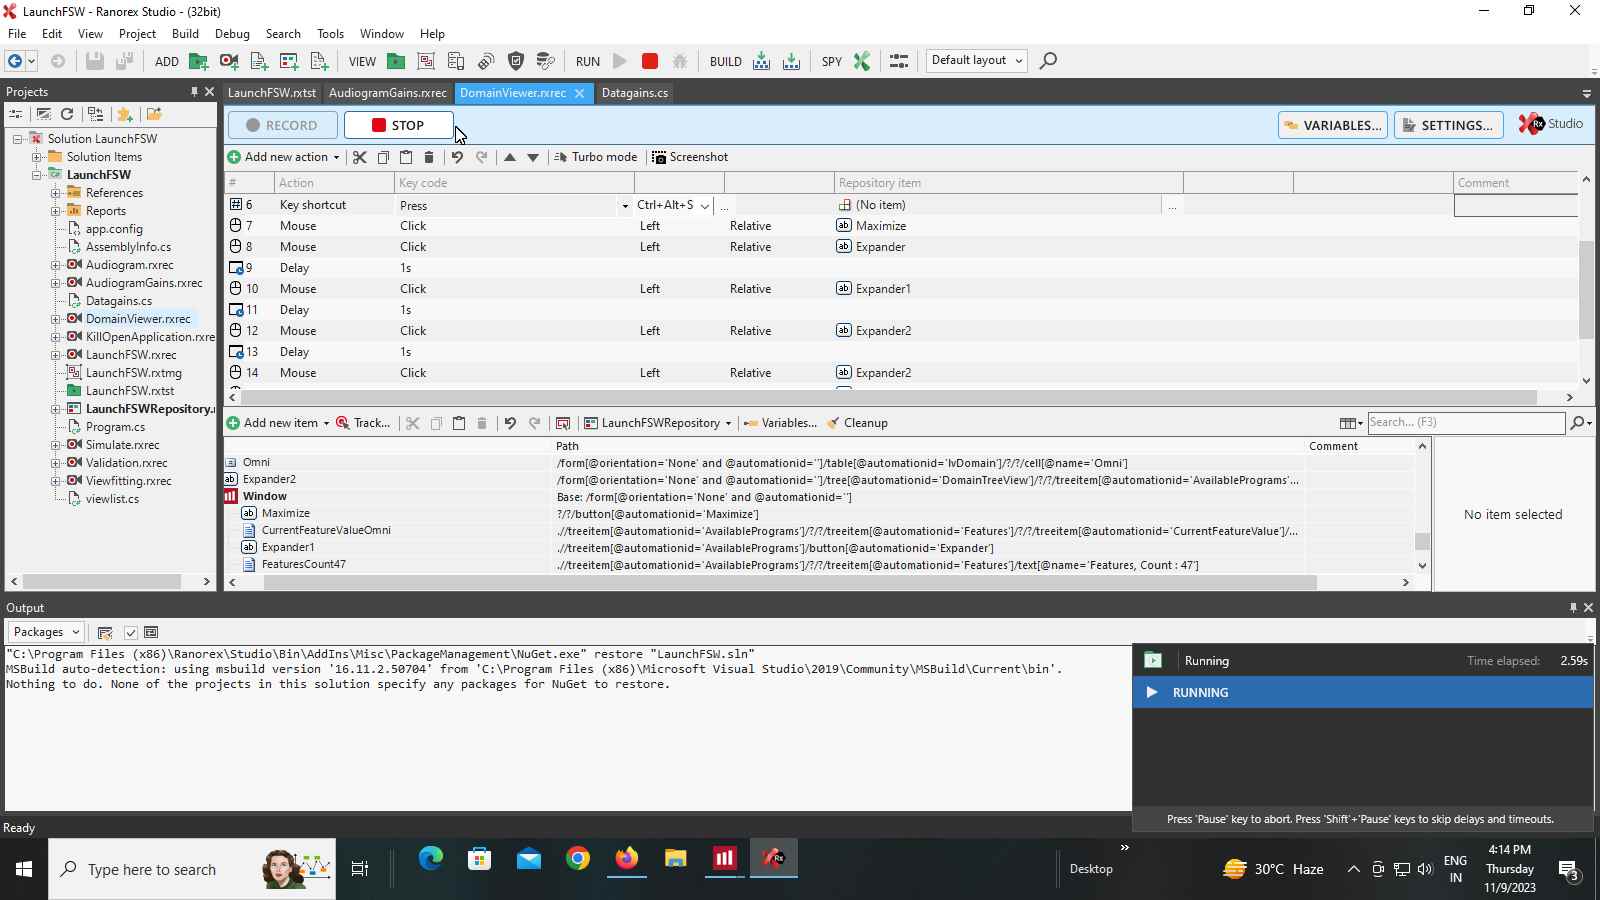 LaunchFSW - Ranorex Studio - (32bit)
File Edit View Project Build Debug Search Tools Window Help
ADD VIEW RUN BUILD SPY Default layout
Projects
LaunchFSW.rxtst AudiogramGains.rxrec DomainViewer.rxrec Datagains.cs
RECORD STOP VARIABLES... SETTINGS... Rx Studio
Solution LaunchFSW
Solution Items
LaunchFSW
References
Reports
app.config
AssemblyInfo.cs
Audiogram.rxrec
AudiogramGains.rxrec
Datagains.cs
DomainViewer.rxrec
KillOpenApplication.rxre
LaunchFSW.rxrec
LaunchFSW.rxtmg
LaunchFSW.rxtst
LaunchFSWRepository.
Program.cs
Simulate.rxrec
Validation.rxrec
Viewfitting.rxrec
viewlist.cs
Add new action Turbo mode Screenshot
# Action Key code Repository item Comment
6 Key shortcut Press Ctrl+Alt+S ... (No item) ...
7 Mouse Click Left Relative ab Maximize
8 Mouse Click Left Relative ab Expander
9 Delay 1s
10 Mouse Click Left Relative ab Expander1
11 Delay 1s
12 Mouse Click Left Relative ab Expander2
13 Delay 1s
14 Mouse Click Left Relative ab Expander2
Add new item Track... LaunchFSWRepository Variables... Cleanup Search... (F3)
Path Comment
Omni /form[@orientation='None' and @automationid='']/table[@automationid='lvDomain']/?/?/cell[@name='Omni']
ab Expander2 /form[@orientation='None' and @automationid='']/tree[@automationid='DomainTreeView']/?/?/treeitem[@automationid='AvailablePrograms'...
Window Base: /form[@orientation='None' and @automationid='']
ab Maximize ?/?/button[@automationid='Maximize']
CurrentFeatureValueOmni .//treeitem[@automationid='AvailablePrograms']/?/?/treeitem[@automationid='Features']/?/?/treeitem[@automationid='CurrentFeatureValue']/...
ab Expander1 .//treeitem[@automationid='AvailablePrograms']/button[@automationid='Expander']
FeaturesCount47 .//treeitem[@automationid='AvailablePrograms']/?/?/treeitem[@automationid='Features']/text[@name='Features, Count : 47']
No item selected
Output
Packages
"C:\Program Files (x86)\Ranorex\Studio\Bin\AddIns\Misc\PackageManagement\NuGet.exe" restore "LaunchFSW.sln"
MSBuild auto-detection: using msbuild version '16.11.2.50704' from 'C:\Program Files (x86)\Microsoft Visual Studio\2019\Community\MSBuild\Current\bin'.
Nothing to do. None of the projects in this solution specify any packages for NuGet to restore.
Running Time elapsed: 2.59s
RUNNING
Press 'Pause' key to abort. Press 'Shift'+'Pause' keys to skip delays and timeouts.
Ready
Type here to search
Desktop
30°C Haze
ENG
IN
4:14 PM
Thursday
11/9/2023
3